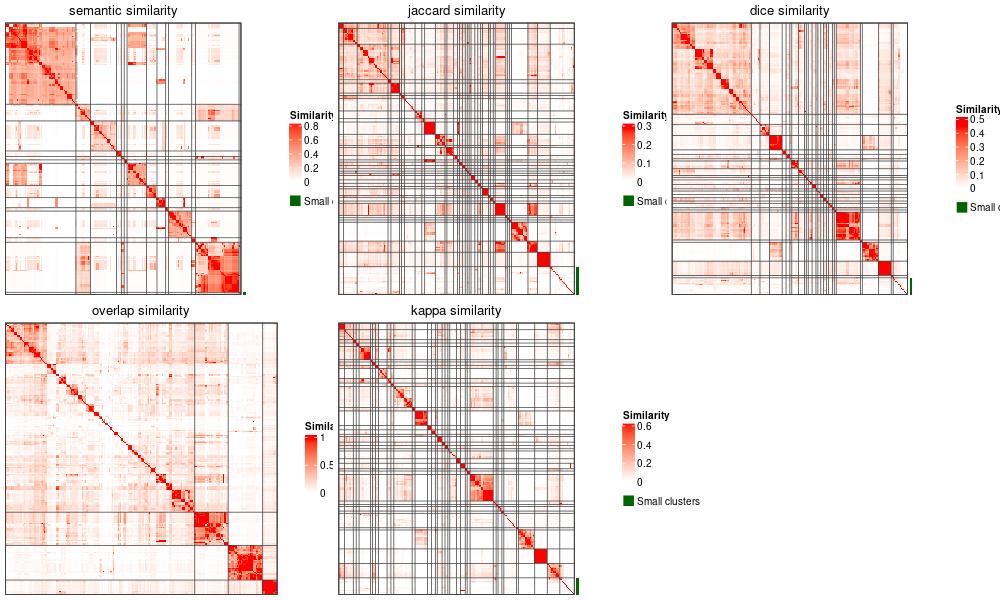 semantic similarity
jaccard similarity
dice similarity
Similarity
0.8
0.6
0.4
0.2
0
Small
Similarity
0.3
0.2
0.1
0
Small
Similarity
0.5
0.4
0.3
0.2
0.1
0
Small c
overlap similarity
kappa similarity
Simila
1
0.5
0
Similarity
0.6
0.4
0.2
0
Small clusters